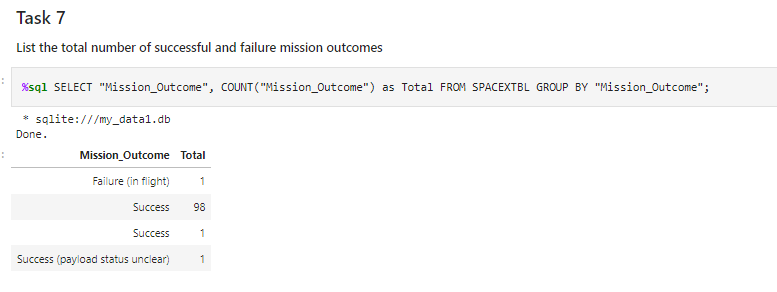 Task 7
List the total number of successful and failure mission outcomes
%sql SELECT "Mission_Outcome", COUNT("Mission_Outcome") as Total FROM SPACEXTBL GROUP BY "Mission_Outcome";
* sqlite:///my_data1.db
Done.
Mission_Outcome Total
Failure (in flight) 1
Success 98
Success 1
Success (payload status unclear) 1